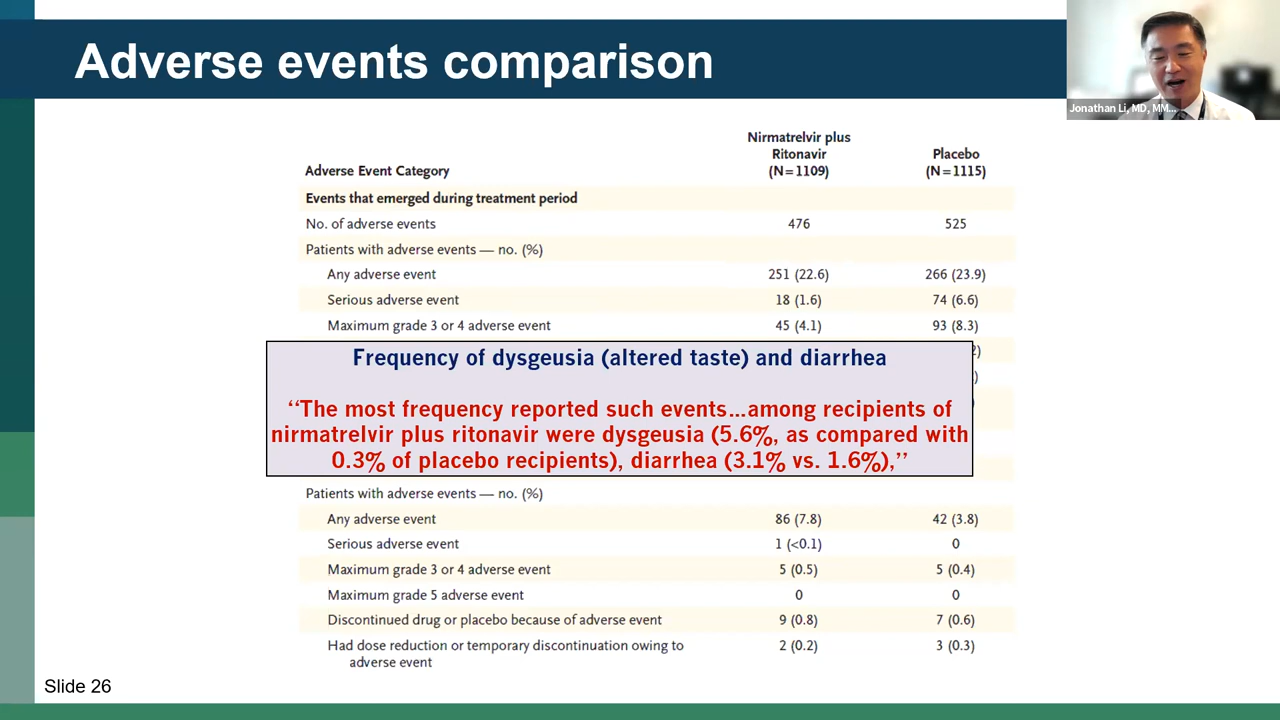 Adverse events comparison
Jonathan Li, MD, MM...
Nirmatrelvir plus
Ritonavir
(N=1109)
Placebo
(N=1115)
Adverse Event Category
Events that emerged during treatment period
No. of adverse events 476 525
Patients with adverse events — no. (%)
Any adverse event 251 (22.6) 266 (23.9)
Serious adverse event 18 (1.6) 74 (6.6)
Maximum grade 3 or 4 adverse event 45 (4.1) 93 (8.3)
2)
)
Frequency of dysgeusia (altered taste) and diarrhea
‘‘The most frequency reported such events...among recipients of
nirmatrelvir plus ritonavir were dysgeusia (5.6%, as compared with
0.3% of placebo recipients), diarrhea (3.1% vs. 1.6%),’’
Patients with adverse events — no. (%)
Any adverse event 86 (7.8) 42 (3.8)
Serious adverse event 1 (<0.1) 0
Maximum grade 3 or 4 adverse event 5 (0.5) 5 (0.4)
Maximum grade 5 adverse event 0 0
Discontinued drug or placebo because of adverse event 9 (0.8) 7 (0.6)
Had dose reduction or temporary discontinuation owing to 2 (0.2) 3 (0.3)
adverse event
Slide 26